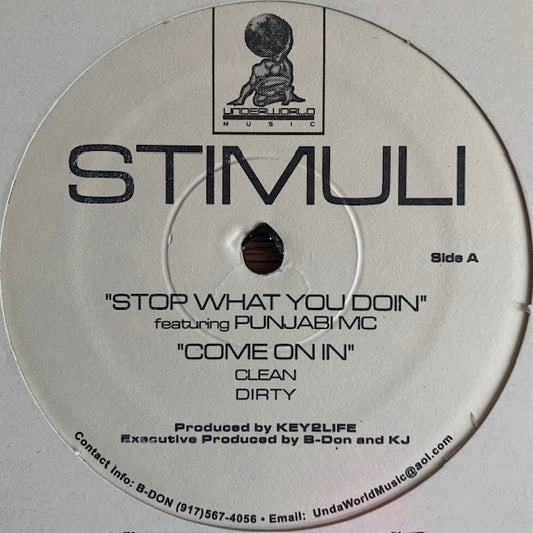 UNDERWORLD
MUSIC
STIMULI
Side A
"STOP WHAT YOU DOIN"
featuring PUNJABI MC
"COME ON IN"
CLEAN
DIRTY
Produced by KEY2LIFE
Executive Produced by B-Don and KJ
Contact Info: B-DON (917)567-4056 • Email: UndaWorldMusic@aol.com